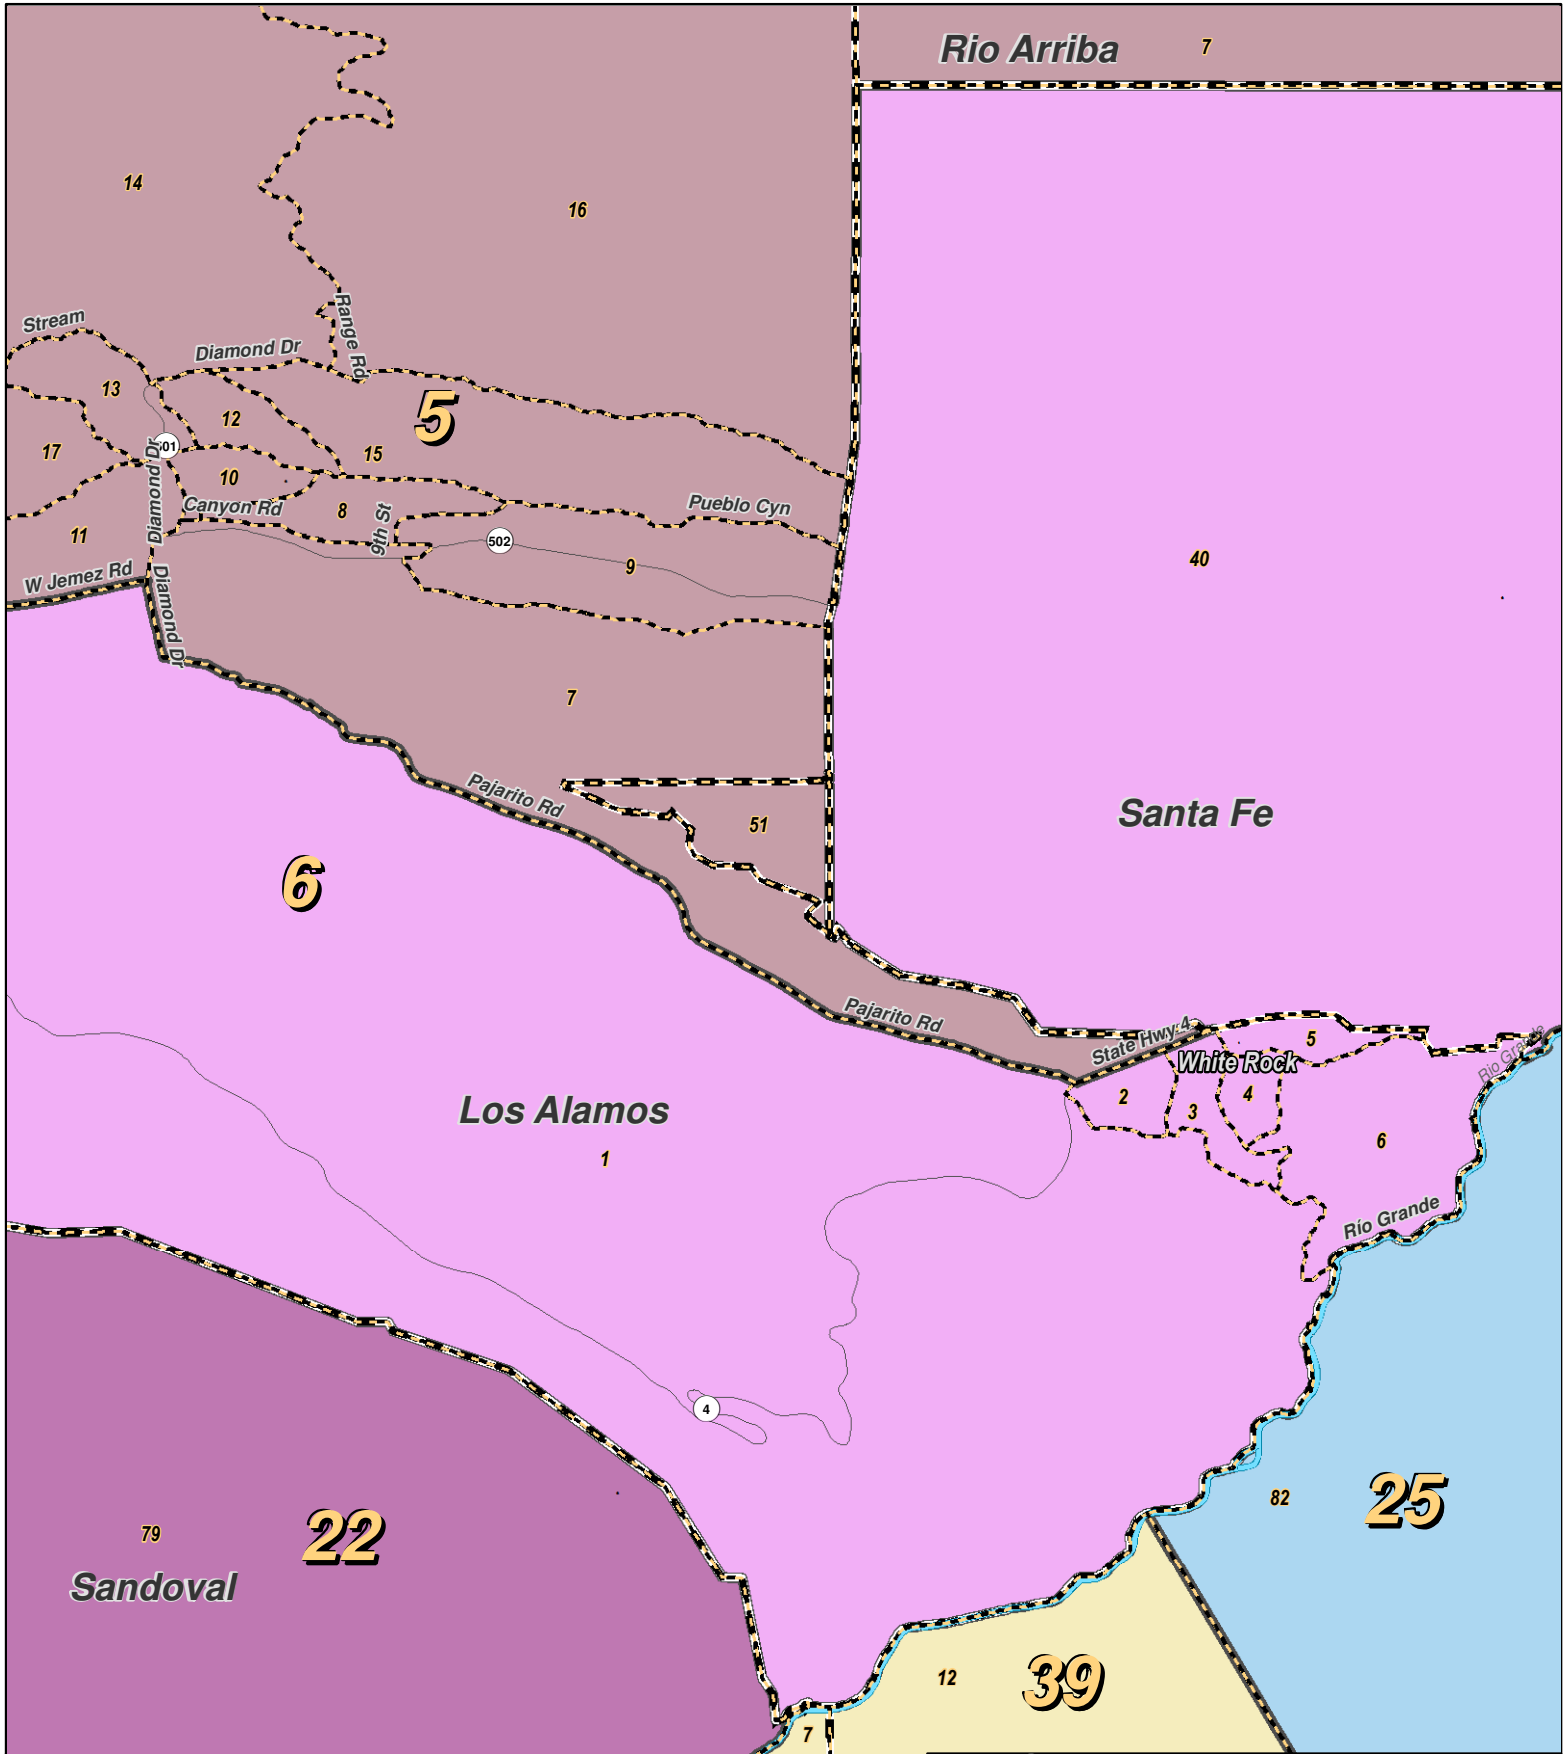 Rio Arriba 7
14
16
Stream
Range Rd
Diamond Dr
13
5
12
17
501
15
10
Diamond Dr
Canyon Rd
8
9th St
Pueblo Cyn
11
502
40
9
W Jemez Rd
Diamond Dr
7
Pajarito Rd
51
Santa Fe
6
Pajarito Rd
State Hwy 4
5
White Rock
Rio Grande
2
4
3
Los Alamos
6
1
Río Grande
4
82
25
22
79
Sandoval
12
39
7